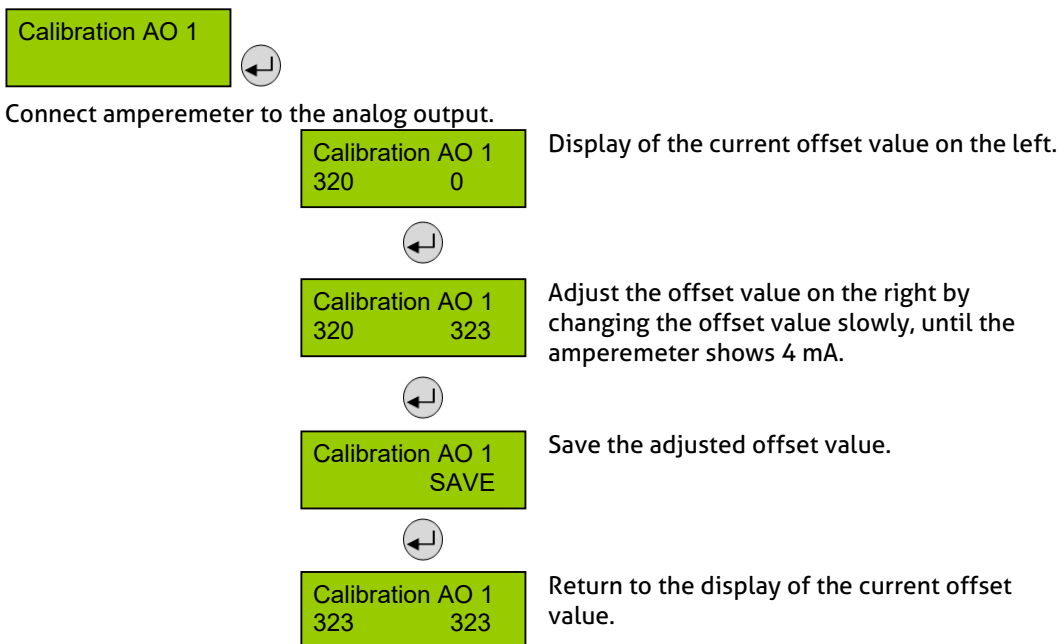 Calibration AO 1
Connect amperemeter to the analog output.
Calibration AO 1
320 0
Display of the current offset value on the left.
Calibration AO 1
320 323
Adjust the offset value on the right by
changing the offset value slowly, until the
amperemeter shows 4 mA.
Calibration AO 1
SAVE
Save the adjusted offset value.
Calibration AO 1
323 323
Return to the display of the current offset
value.